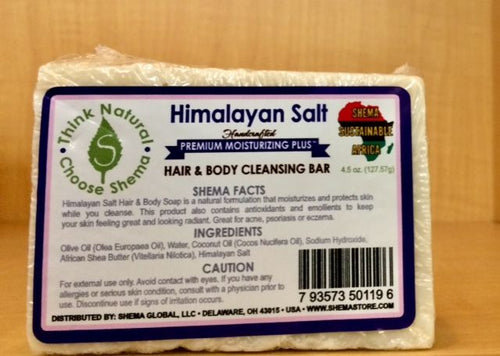 Think Natural
Choose Shema
S
Himalayan Salt
Handcrafted
PREMIUM MOISTURIZING PLUS™
HAIR & BODY CLEANSING BAR
SHEMA
SUSTAINABLE
AFRICA
4.5 oz. (127.57g)
SHEMA FACTS
Himalayan Salt Hair & Body Soap is a natural formulation that moisturizes and protects skin
while you cleanse. This product also contains antioxidants and emollients to keep
your skin feeling great and looking radiant. Great for acne, psoriasis or eczema.
INGREDIENTS
Olive Oil (Olea Europaea Oil), Water, Coconut Oil (Cocos Nucifera Oil), Sodium Hydroxide,
African Shea Butter (Vitellaria Nilotica), Himalayan Salt
CAUTION
For external use only. Avoid contact with eyes. If you have any
allergies or serious skin condition, consult with a physician prior to
use. Discontinue use if signs of irritation occurs.
7 93573 50119 6
DISTRIBUTED BY: SHEMA GLOBAL, LLC • DELAWARE, OH 43015 • USA • WWW.SHEMASTORE.COM